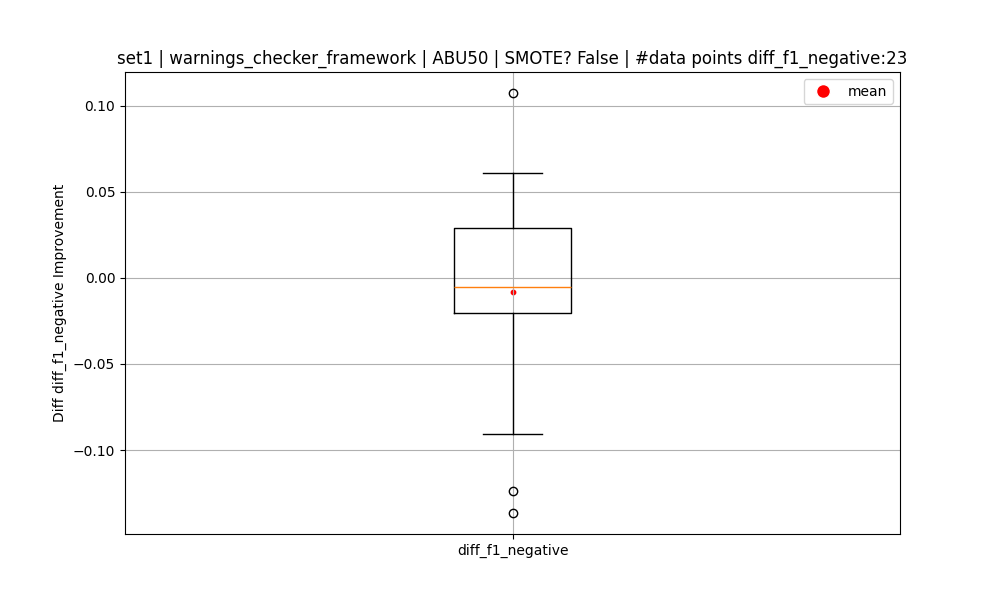 set1 | warnings_checker_framework | ABU50 | SMOTE? False | #data points diff_f1_negative:23
mean
Diff diff_f1_negative Improvement
0.10
0.05
0.00
−0.05
−0.10
diff_f1_negative